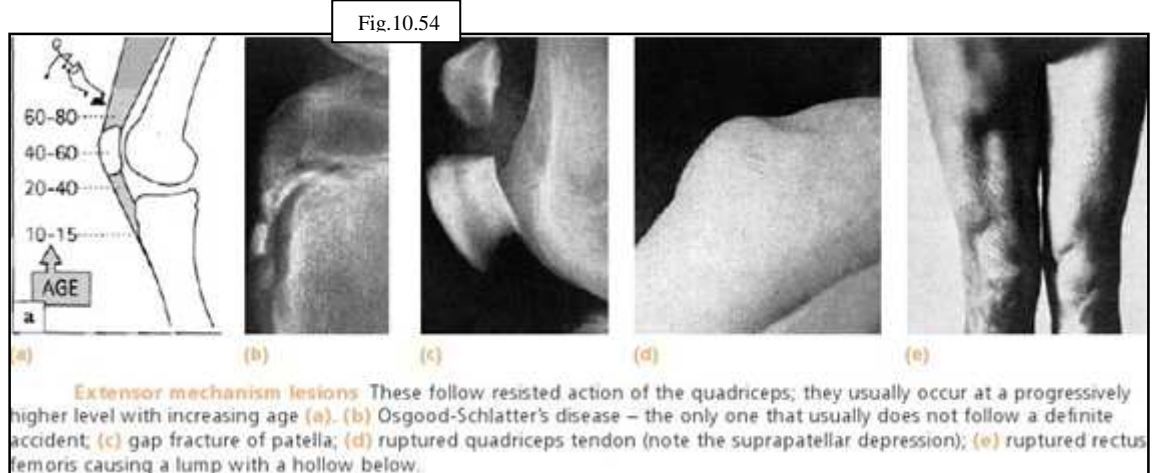 Fig.10.54
60-80
40-60
20-40
10-15
AGE
a
(a)
(b)
(c)
(d)
(e)
Extensor mechanism lesions These follow resisted action of the quadriceps; they usually occur at a progressively
higher level with increasing age (a). (b) Osgood-Schlatter's disease – the only one that usually does not follow a definite
accident; (c) gap fracture of patella; (d) ruptured quadriceps tendon (note the suprapatellar depression); (e) ruptured rectus
femoris causing a lump with a hollow below.